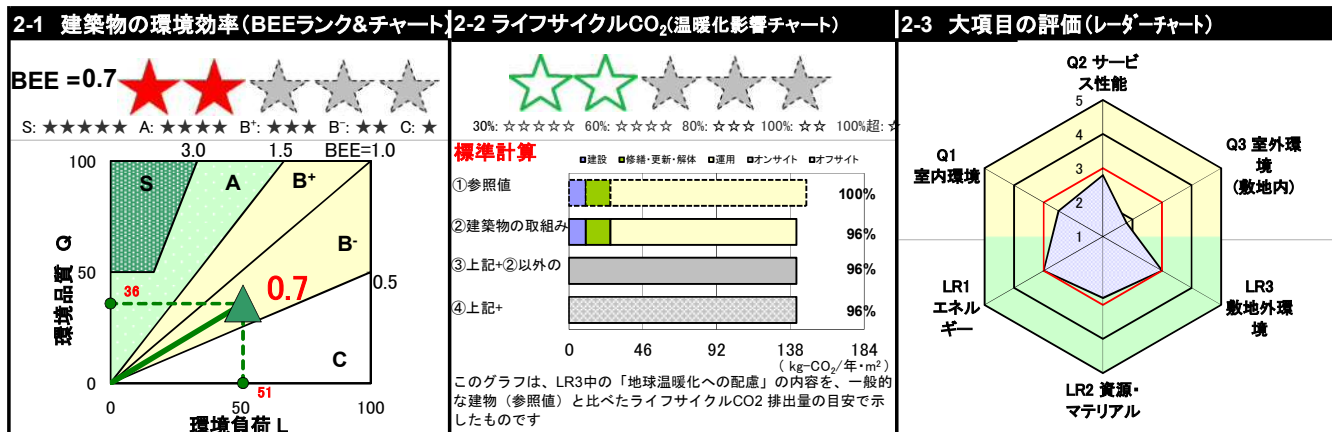 2-1 建築物の環境効率(BEEランク&チャート)
BEE = 0.7
S: ★★★★★ A: ★★★★ B⁺: ★★★ B⁻: ★★ C: ★
3.0 1.5 BEE=1.0
100
S
A
B⁺
B⁻
50
0.5
36
0.7
C
環境品質 Q
0
51
0 50 100
環境負荷 L
2-2 ライフサイクルCO₂(温暖化影響チャート)
30%: ☆☆☆☆☆ 60%: ☆☆☆☆ 80%: ☆☆☆ 100%: ☆☆ 100%超: ☆
標準計算
建設 修繕・更新・解体 運用 オンサイト オフサイト
①参照値 100%
②建築物の取組み 96%
③上記+②以外の 96%
④上記+ 96%
0 46 92 138 184
( kg-CO₂/年・m²)
このグラフは、LR3中の「地球温暖化への配慮」の内容を、一般的
な建物(参照値)と比べたライフサイクルCO2 排出量の目安で示
したものです
2-3 大項目の評価(レーダーチャート)
Q2 サービ
ス性能
5
4
3
2
1
Q1
室内環境
Q3 室外環
境
(敷地内)
LR1
エネル
ギー
LR3
敷地外環
境
LR2 資源・
マテリアル